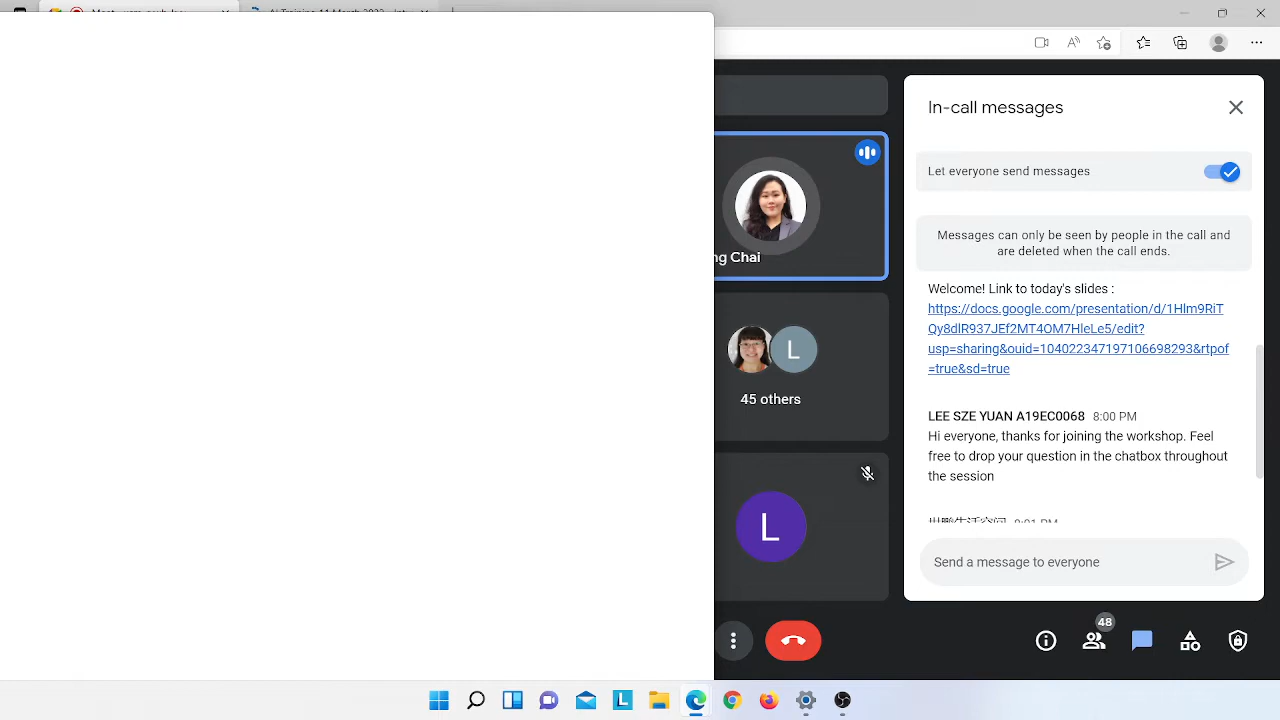 In-call messages
Let everyone send messages
Messages can only be seen by people in the call and
are deleted when the call ends.
ng Chai
Welcome! Link to today's slides :
https://docs.google.com/presentation/d/1Hlm9RiT
Qy8dlR937JEf2MT4OM7HleLe5/edit?
usp=sharing&ouid=104022347197106698293&rtpof
=true&sd=true
L
45 others
LEE SZE YUAN A19EC0068 8:00 PM
Hi everyone, thanks for joining the workshop. Feel
free to drop your question in the chatbox throughout
the session
L
Send a message to everyone
48
L